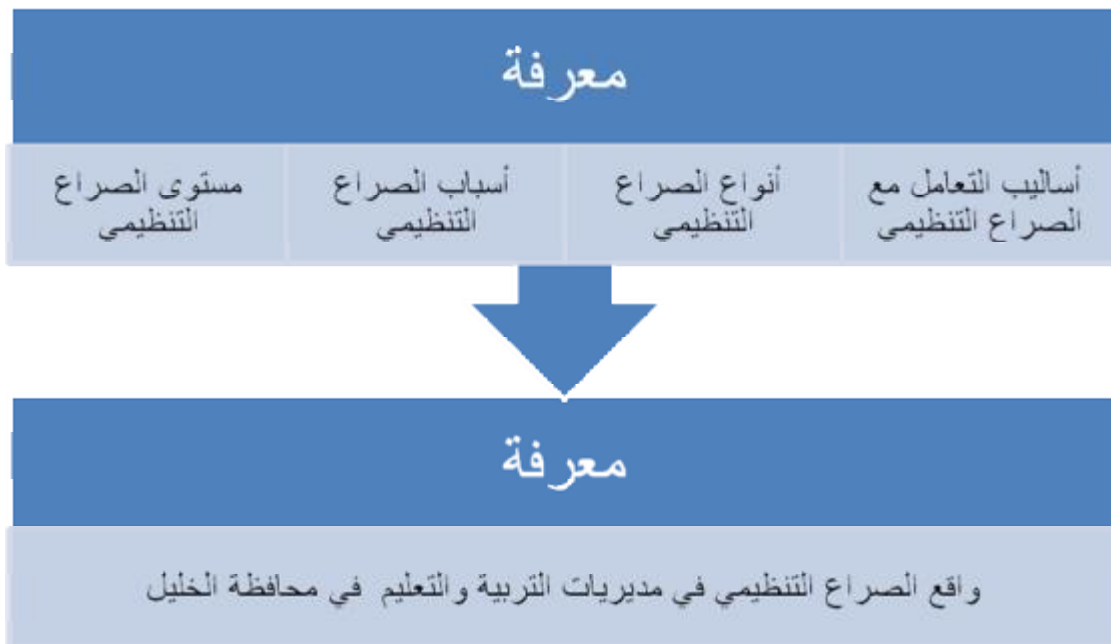 معرفة
أساليب التعامل مع
الصراع التنظيمي
أنواع الصراع
التنظيمي
أسباب الصراع
التنظيمي
مستوى الصراع
التنظيمي
معرفة
واقع الصراع التنظيمي في مديريات التربية والتعليم في محافظة الخليل